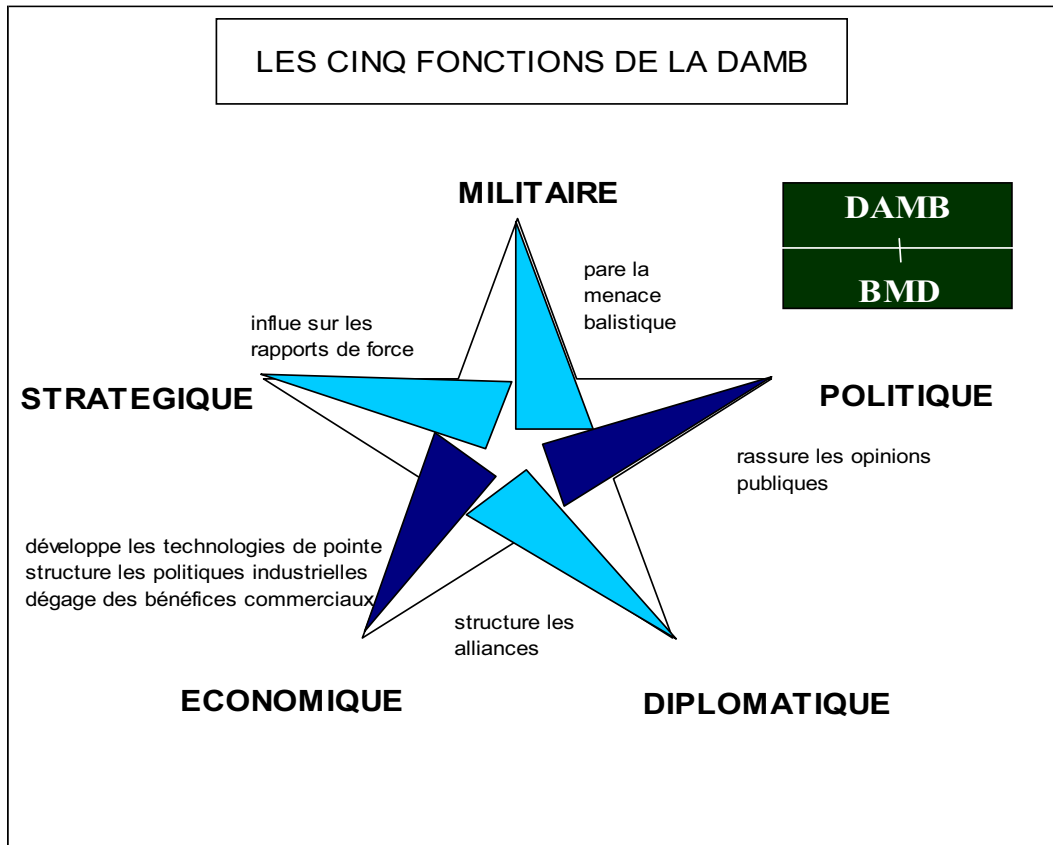 LES CINQ FONCTIONS DE LA DAMB
MILITAIRE
DAMB
BMD
pare la
menace
balistique
influe sur les
rapports de force
STRATEGIQUE
POLITIQUE
rassure les opinions
publiques
développe les technologies de pointe
structure les politiques industrielles
dégage des bénéfices commerciaux
structure les
alliances
ECONOMIQUE
DIPLOMATIQUE